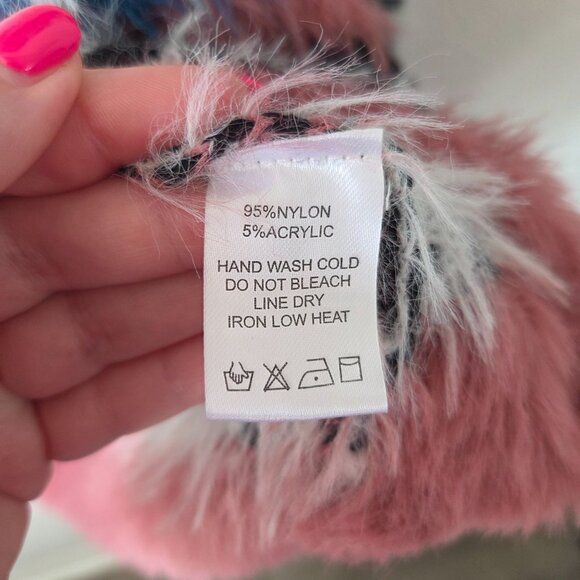 95%NYLON
5%ACRYLIC
HAND WASH COLD
DO NOT BLEACH
LINE DRY
IRON LOW HEAT